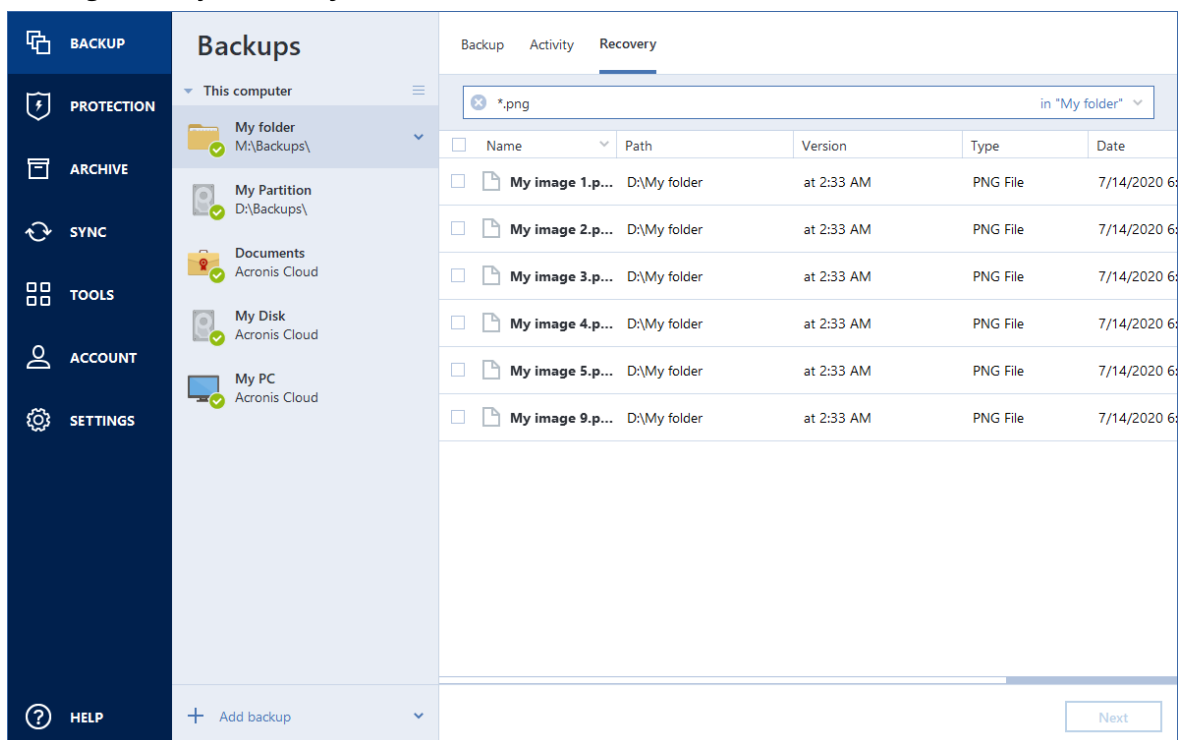 BACKUP
PROTECTION
ARCHIVE
SYNC
TOOLS
ACCOUNT
SETTINGS
HELP
Backups
This computer
My folder
M:\Backups\
My Partition
D:\Backups\
Documents
Acronis Cloud
My Disk
Acronis Cloud
My PC
Acronis Cloud
Add backup
Backup Activity Recovery
*.png in "My folder"
Name Path Version Type Date
My image 1.p... D:\My folder at 2:33 AM PNG File 7/14/2020 6:
My image 2.p... D:\My folder at 2:33 AM PNG File 7/14/2020 6:
My image 3.p... D:\My folder at 2:33 AM PNG File 7/14/2020 6:
My image 4.p... D:\My folder at 2:33 AM PNG File 7/14/2020 6:
My image 5.p... D:\My folder at 2:33 AM PNG File 7/14/2020 6:
My image 9.p... D:\My folder at 2:33 AM PNG File 7/14/2020 6:
Next